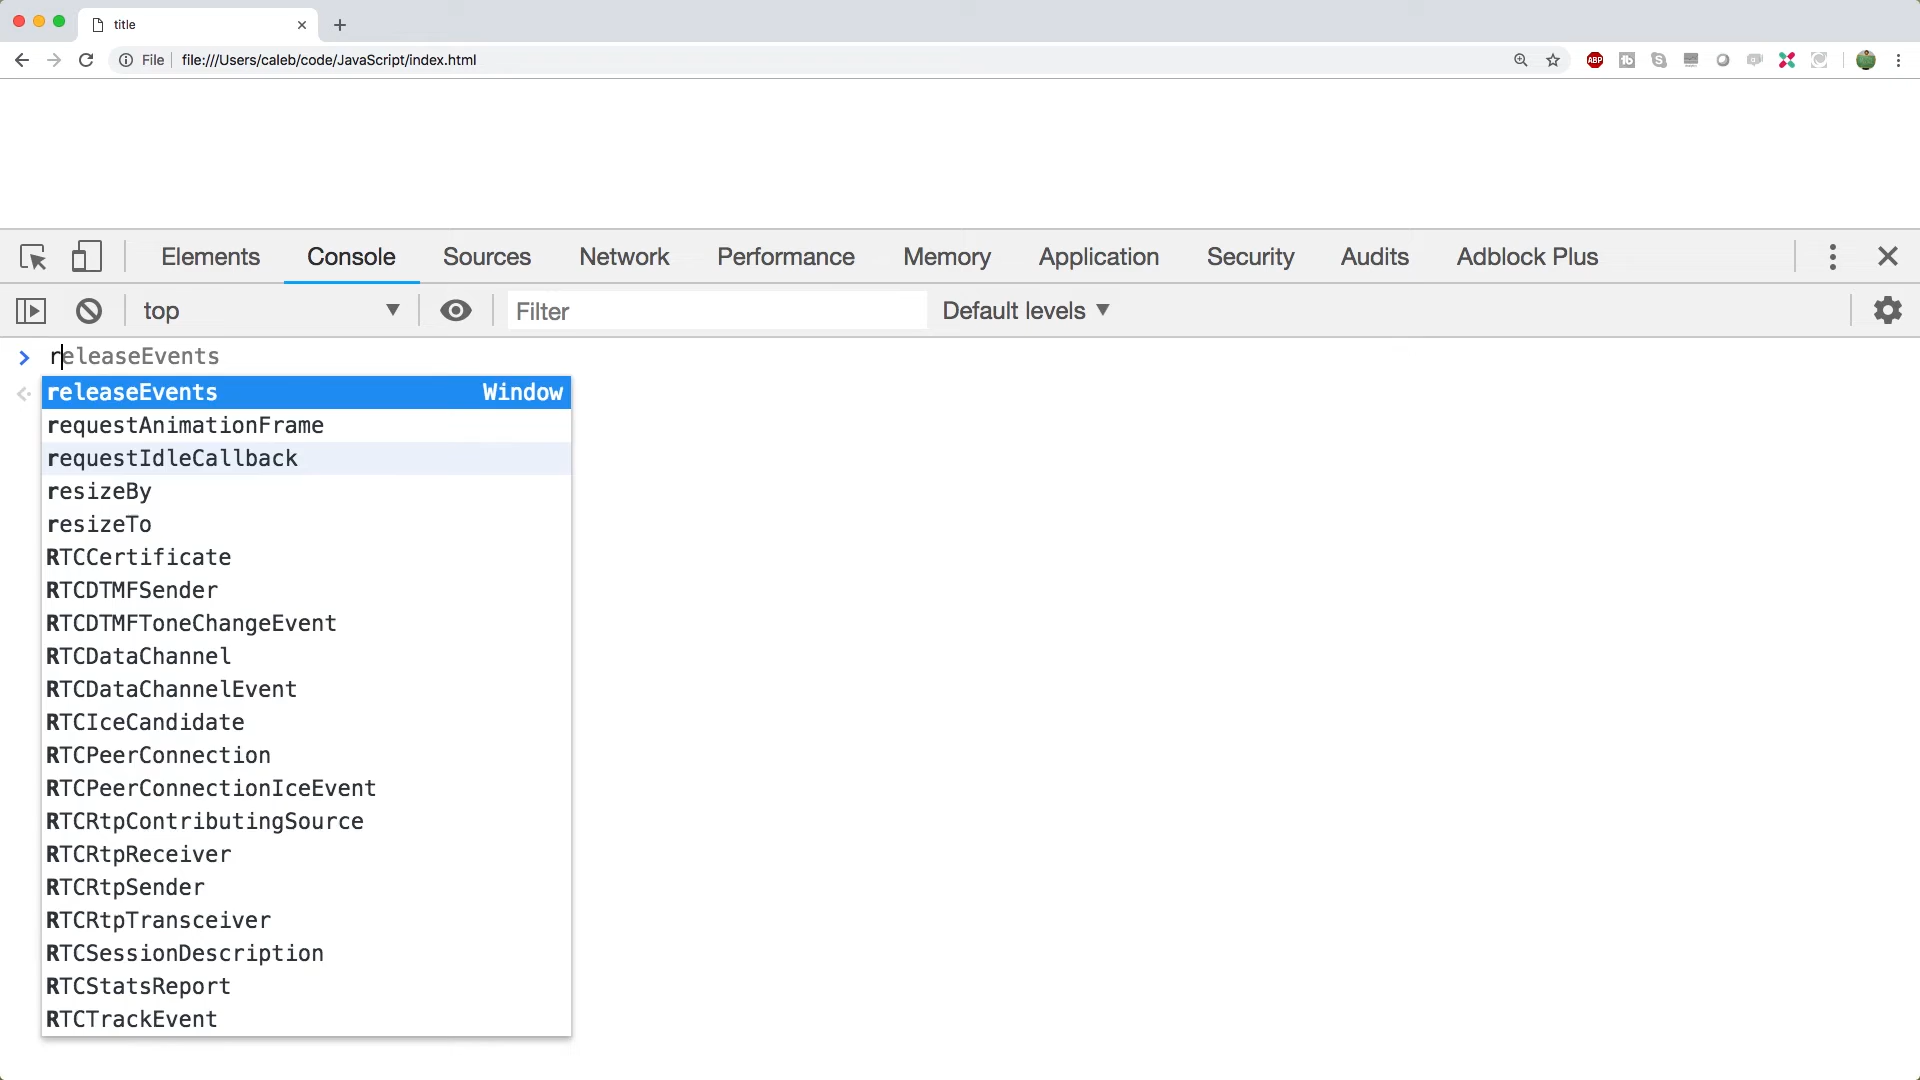 title
File
file:///Users/caleb/code/JavaScript/index.html
ABP
Elements Console Sources Network Performance Memory Application Security Audits Adblock Plus
top Filter Default levels
releaseEvents
releaseEvents Window
requestAnimationFrame
requestIdleCallback
resizeBy
resizeTo
RTCCertificate
RTCDTMFSender
RTCDTMFToneChangeEvent
RTCDataChannel
RTCDataChannelEvent
RTCIceCandidate
RTCPeerConnection
RTCPeerConnectionIceEvent
RTCRtpContributingSource
RTCRtpReceiver
RTCRtpSender
RTCRtpTransceiver
RTCSessionDescription
RTCStatsReport
RTCTrackEvent